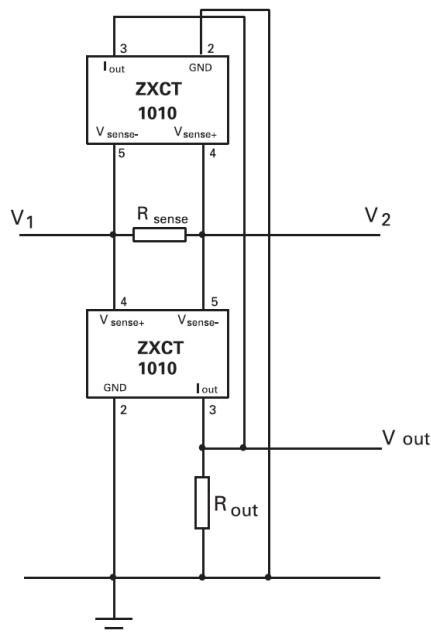 3 2
Iout GND
ZXCT
1010
Vsense- Vsense+
5 4
V1 Rsense V2
4 5
Vsense+ Vsense-
ZXCT
1010
GND Iout
2 3
V out
Rout